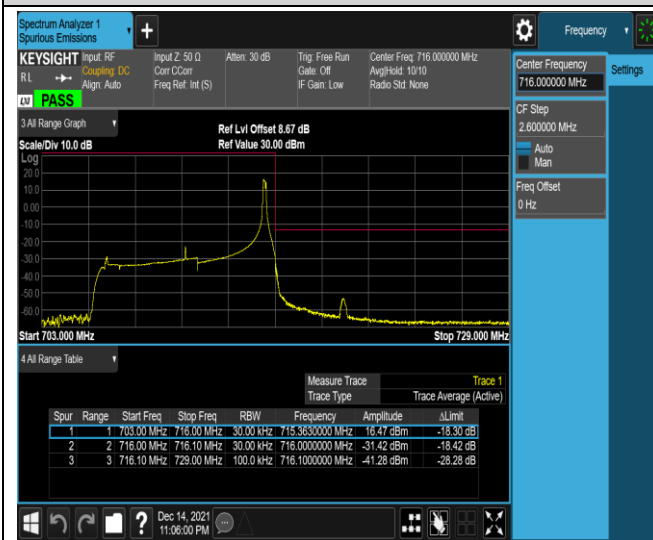 Spectrum Analyzer 1
Spurious Emissions
Frequency
KEYSIGHT
Input: RF
Coupling: DC
Align: Auto
Input Z: 50 Ω
Corr CCorr
Freq Ref: Int (S)
Atten: 30 dB
Trig: Free Run
Gate: Off
IF Gain: Low
Center Freq: 716.000000 MHz
Avg|Hold: 10/10
Radio Std: None
R L
LXI
PASS
Center Frequency
716.000000 MHz
Settings
CF Step
2.600000 MHz
Auto
Man
Freq Offset
0 Hz
3 All Range Graph
Scale/Div 10.0 dB
Ref Lvl Offset 8.67 dB
Ref Value 30.00 dBm
Log
20.0
10.0
0.00
-10.0
-20.0
-30.0
-40.0
-50.0
-60.0
Start 703.000 MHz
Stop 729.000 MHz
4 All Range Table
Measure Trace Trace 1
Trace Type Trace Average (Active)
Spur Range Start Freq Stop Freq RBW Frequency Amplitude ΔLimit
1 1 703.00 MHz 716.00 MHz 30.00 kHz 715.3630000 MHz 16.47 dBm -18.30 dB
2 2 716.00 MHz 716.10 MHz 30.00 kHz 716.0000000 MHz -31.42 dBm -18.42 dB
3 3 716.10 MHz 729.00 MHz 100.0 kHz 716.1000000 MHz -41.28 dBm -28.28 dB
Dec 14, 2021
11:06:00 PM